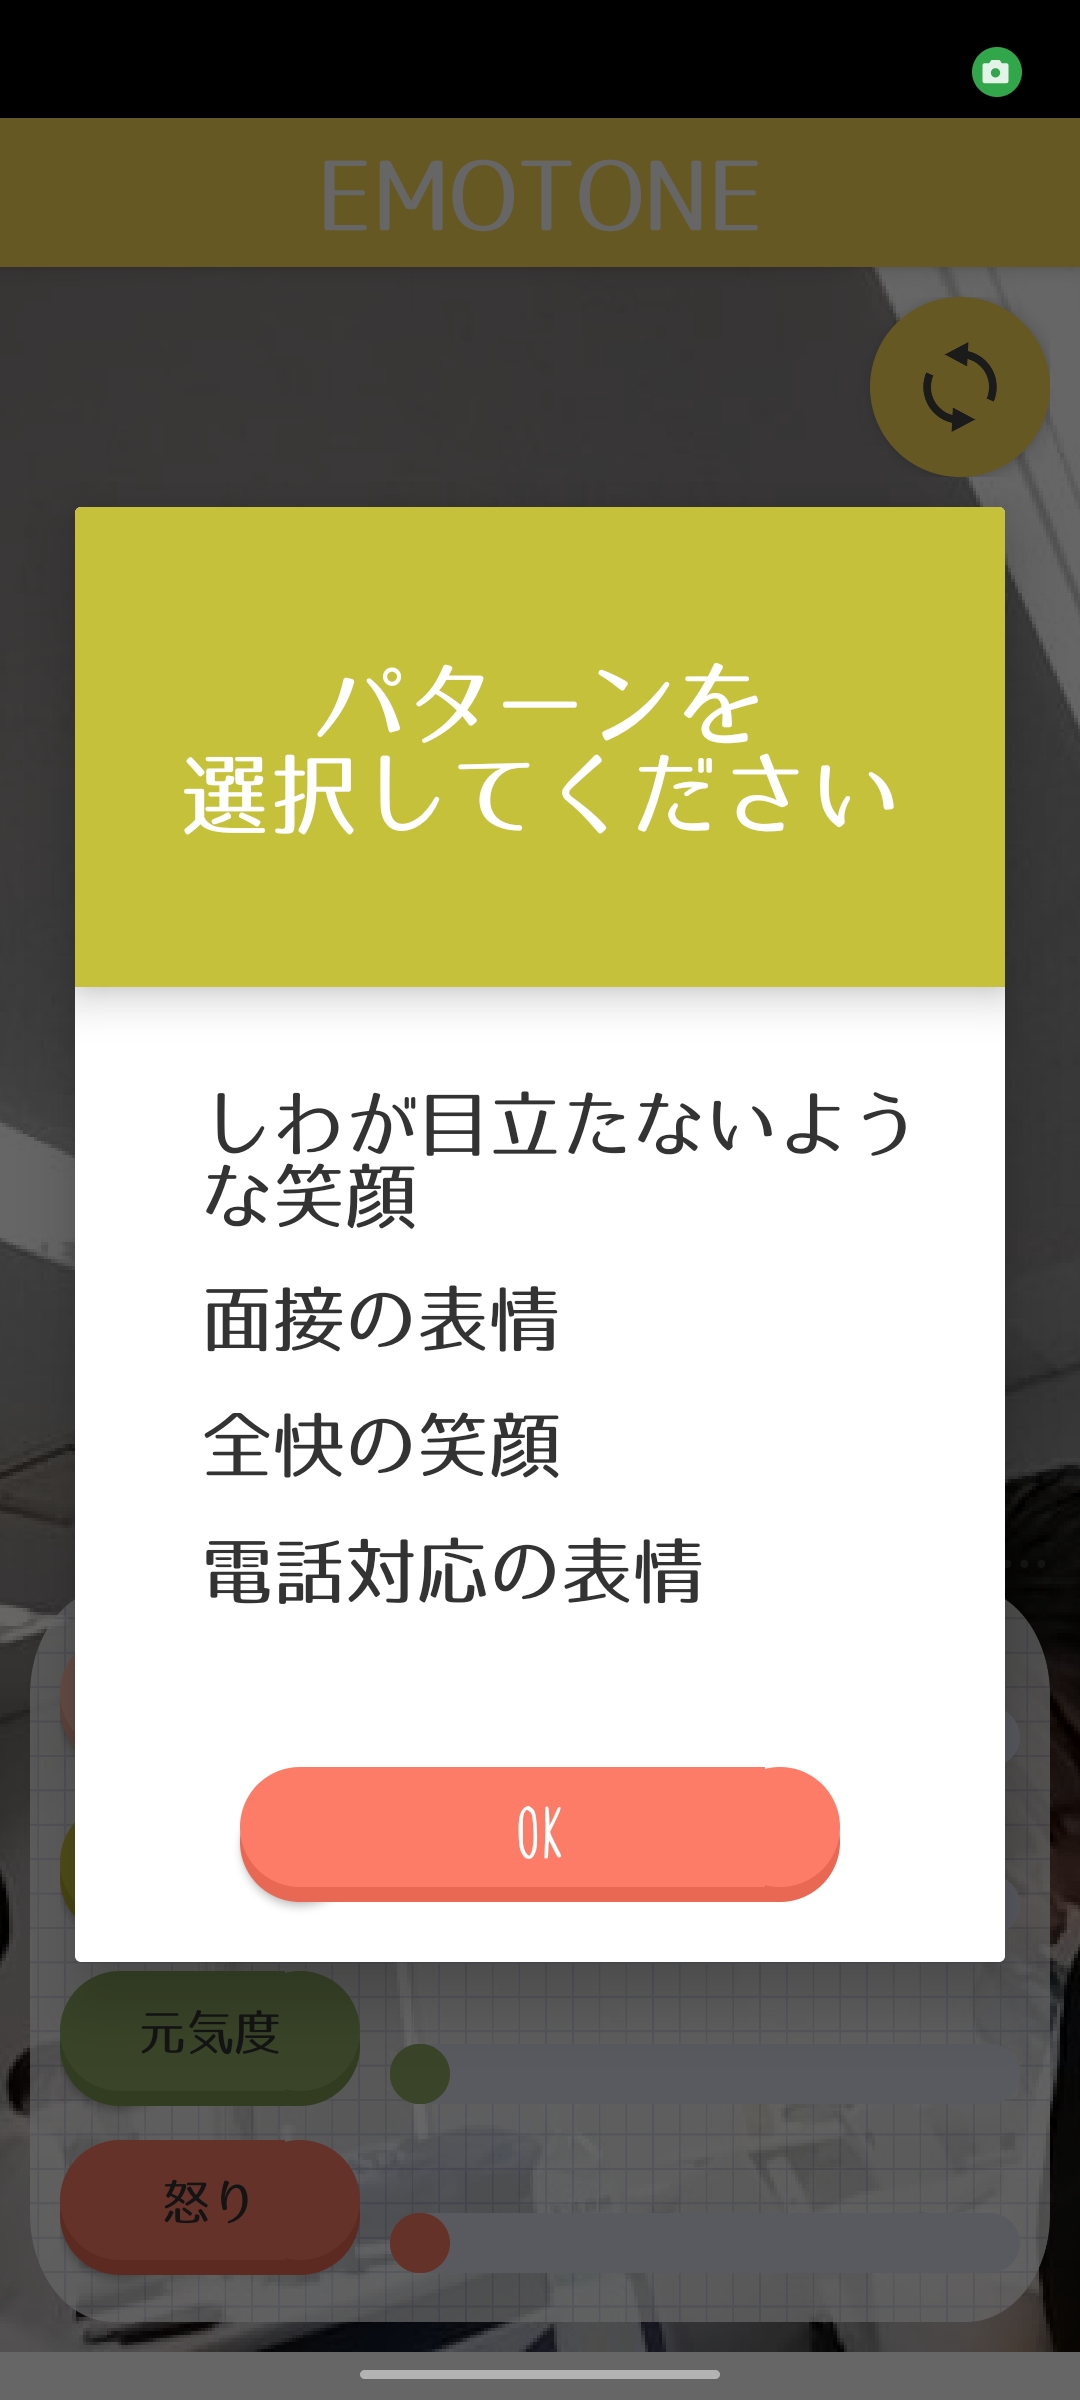 EMOTONE
パターンを
選択してください
しわが目立たないよう
な笑顔
面接の表情
全快の笑顔
電話対応の表情
OK
元気度
怒り